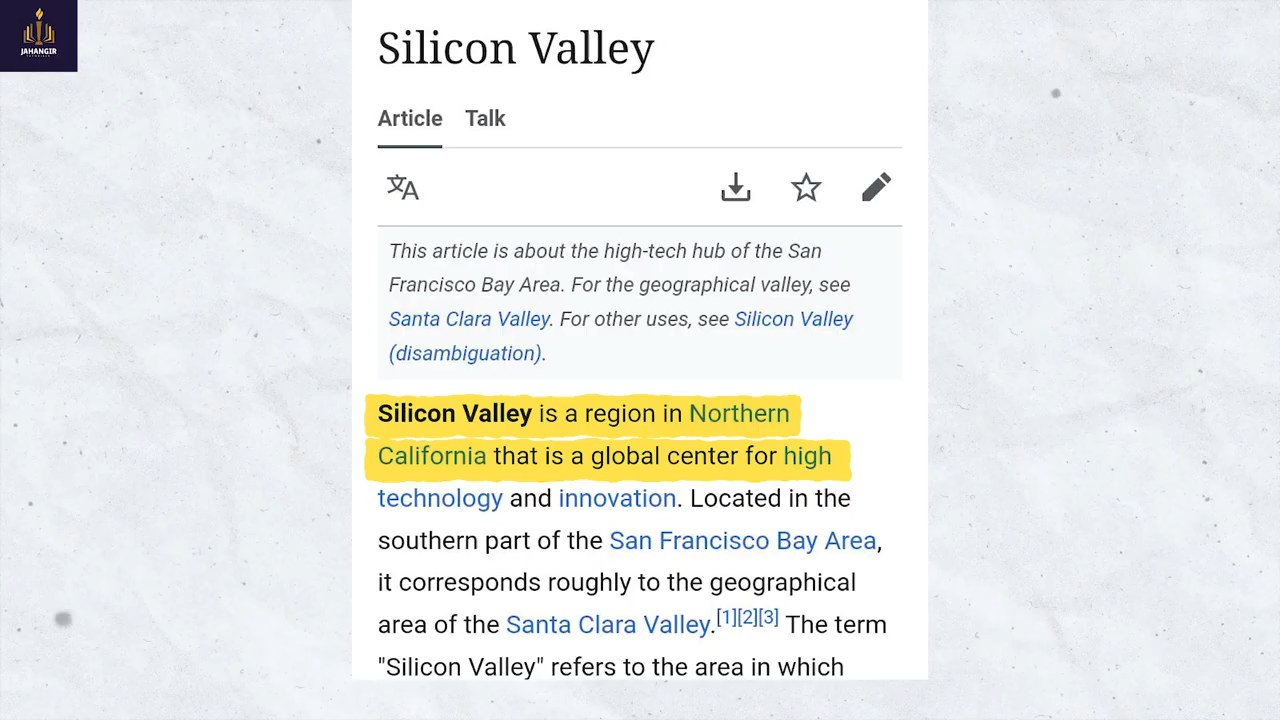 JAHANGIR
Silicon Valley
Article Talk
This article is about the high-tech hub of the San
Francisco Bay Area. For the geographical valley, see
Santa Clara Valley. For other uses, see Silicon Valley
(disambiguation).
Silicon Valley is a region in Northern
California that is a global center for high
technology and innovation. Located in the
southern part of the San Francisco Bay Area,
it corresponds roughly to the geographical
area of the Santa Clara Valley.[1][2][3] The term
"Silicon Valley" refers to the area in which